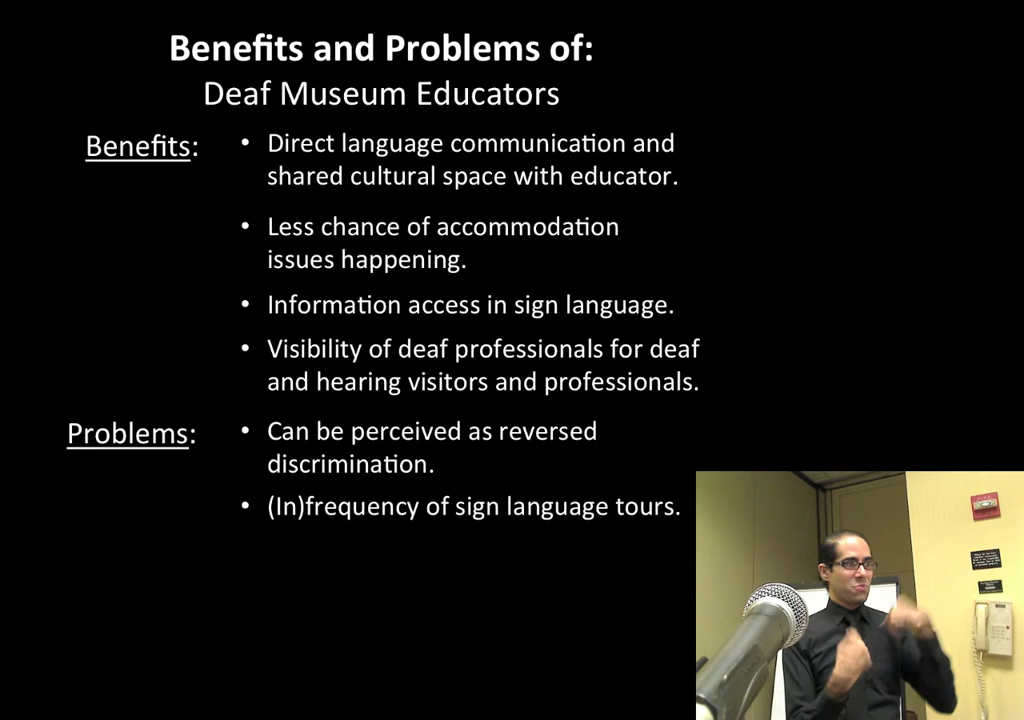 Benefits and Problems of:
Deaf Museum Educators
Benefits:
• Direct language communication and
shared cultural space with educator.
• Less chance of accommodation
issues happening.
• Information access in sign language.
• Visibility of deaf professionals for deaf
and hearing visitors and professionals.
Problems:
• Can be perceived as reversed
discrimination.
• (In)frequency of sign language tours.